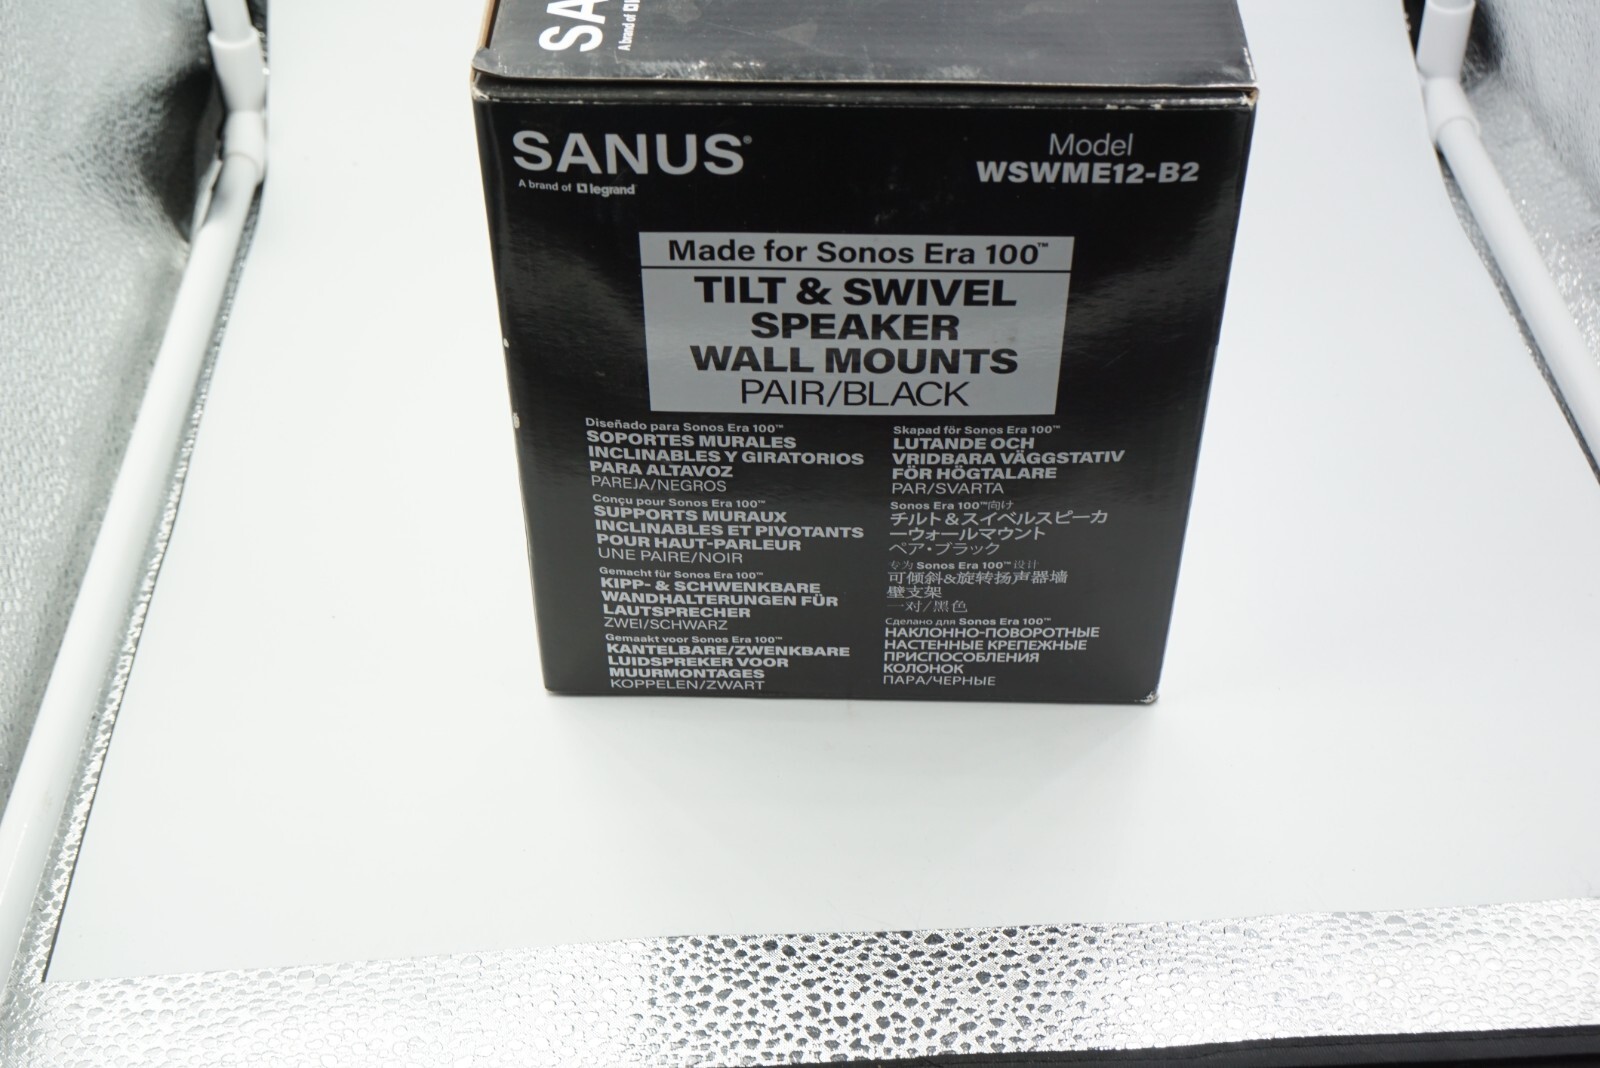 SA
A brand of
SANUS®
A brand of legrand
Model
WSWME12-B2
Made for Sonos Era 100™
TILT & SWIVEL
SPEAKER
WALL MOUNTS
PAIR/BLACK
Diseñado para Sonos Era 100™
SOPORTES MURALES
INCLINABLES Y GIRATORIOS
PARA ALTAVOZ
PAREJA/NEGROS
Conçu pour Sonos Era 100™
SUPPORTS MURAUX
INCLINABLES ET PIVOTANTS
POUR HAUT-PARLEUR
UNE PAIRE/NOIR
Gemacht für Sonos Era 100™
KIPP- & SCHWENKBARE
WANDHALTERUNGEN FÜR
LAUTSPRECHER
ZWEI/SCHWARZ
Gemaakt voor Sonos Era 100™
KANTELBARE/ZWENKBARE
LUIDSPREKER VOOR
MUURMONTAGES
KOPPELEN/ZWART
Skapad för Sonos Era 100™
LUTANDE OCH
VRIDBARA VÄGGSTATIV
FÖR HÖGTALARE
PAR/SVARTA
Sonos Era 100™向け
チルト&スイベルスピーカ
ーウォールマウント
ペア・ブラック
专为 Sonos Era 100™ 设计
可倾斜&旋转扬声器墙
壁支架
一对/黑色
Сделано для Sonos Era 100™
НАКЛОННО-ПОВОРОТНЫЕ
НАСТЕННЫЕ КРЕПЕЖНЫЕ
ПРИСПОСОБЛЕНИЯ
КОЛОНОК
ПАРА/ЧЕРНЫЕ